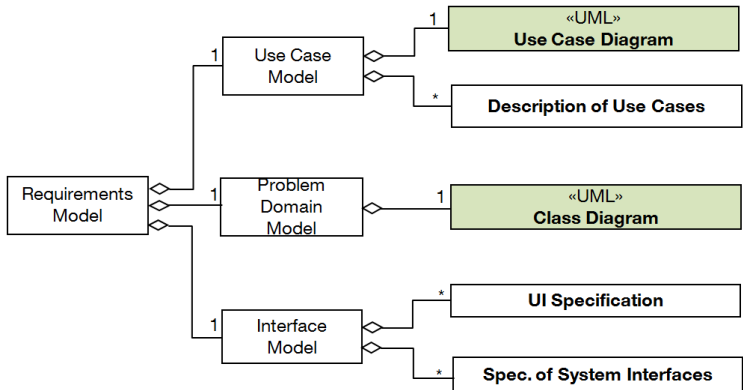 1
«UML»
Use Case Diagram
1
Use Case
Model
*
Description of Use Cases
Requirements
Model
1
Problem
Domain
Model
1
«UML»
Class Diagram
1
Interface
Model
*
UI Specification
*
Spec. of System Interfaces